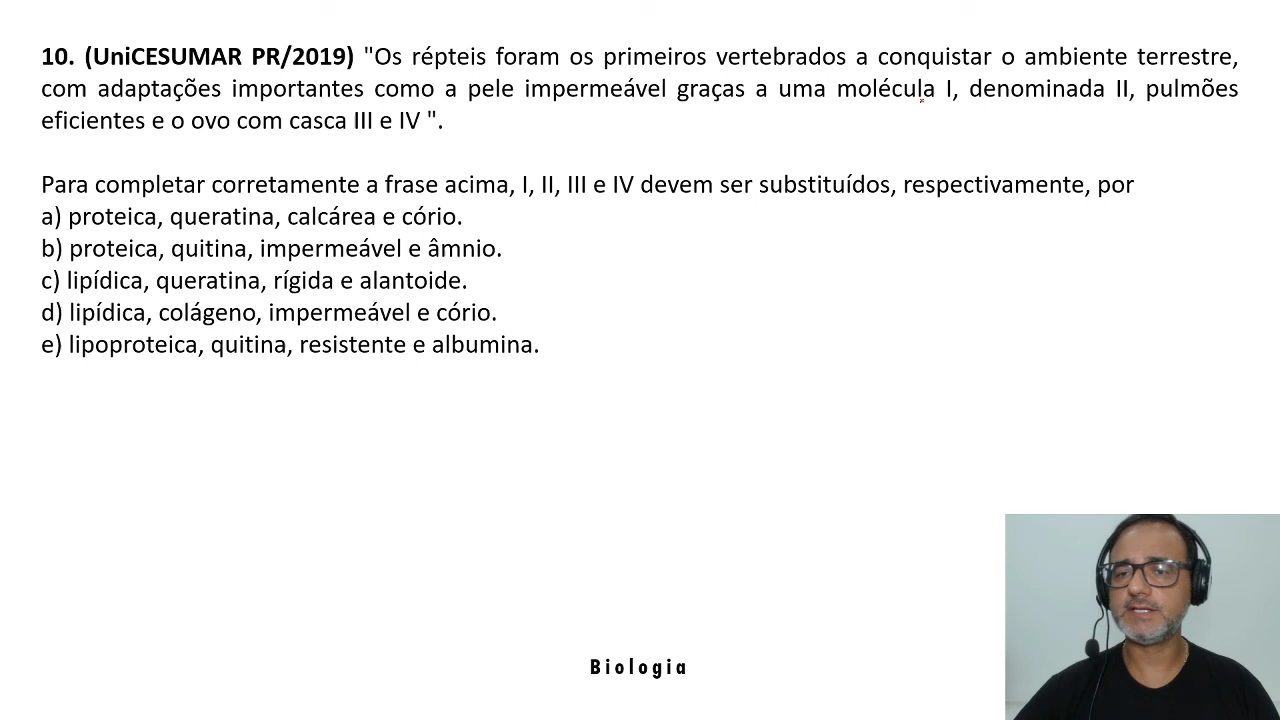 10. (UniCESUMAR PR/2019) "Os répteis foram os primeiros vertebrados a conquistar o ambiente terrestre,
com adaptações importantes como a pele impermeável graças a uma molécula I, denominada II, pulmões
eficientes e o ovo com casca III e IV ".
Para completar corretamente a frase acima, I, II, III e IV devem ser substituídos, respectivamente, por
a) proteica, queratina, calcárea e cório.
b) proteica, quitina, impermeável e âmnio.
c) lipídica, queratina, rígida e alantoide.
d) lipídica, colágeno, impermeável e cório.
e) lipoproteica, quitina, resistente e albumina.
Biologia